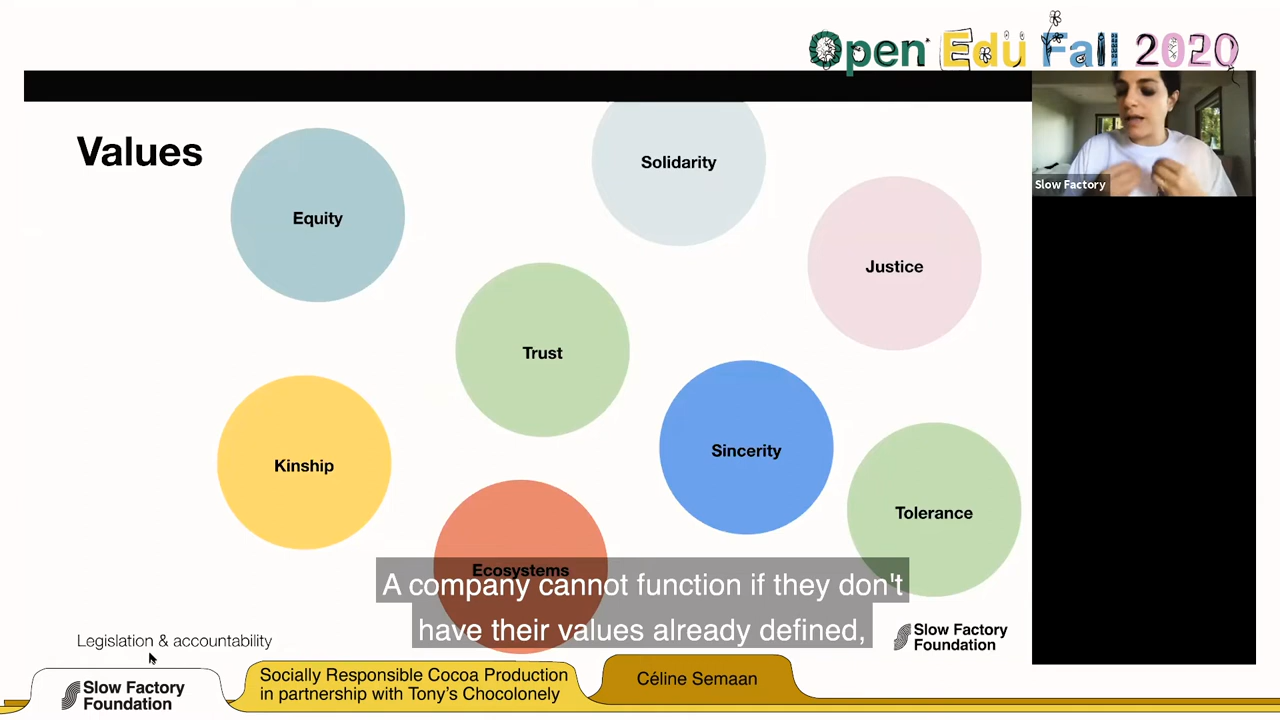 Open Edu Fall 2020
Values
Solidarity
Slow Factory
Equity
Justice
Trust
Sincerity
Kinship
Tolerance
Ecosystems
A company cannot function if they don't
have their values already defined,
Legislation & accountability
Slow Factory
Foundation
Slow Factory
Foundation
Socially Responsible Cocoa Production
in partnership with Tony's Chocolonely
Céline Semaan